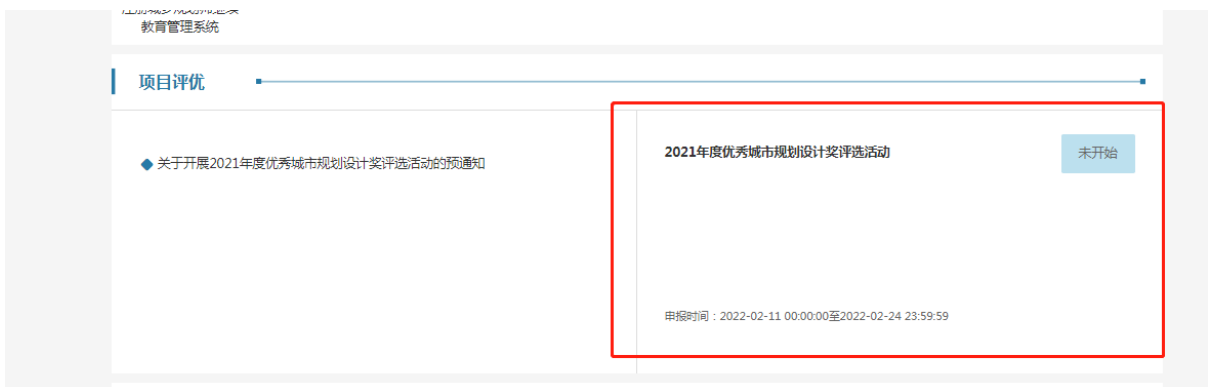 教育管理系统
项目评优
关于开展2021年度优秀城市规划设计奖评选活动的预通知
2021年度优秀城市规划设计奖评选活动
未开始
申报时间：2022-02-11 00:00:00至2022-02-24 23:59:59